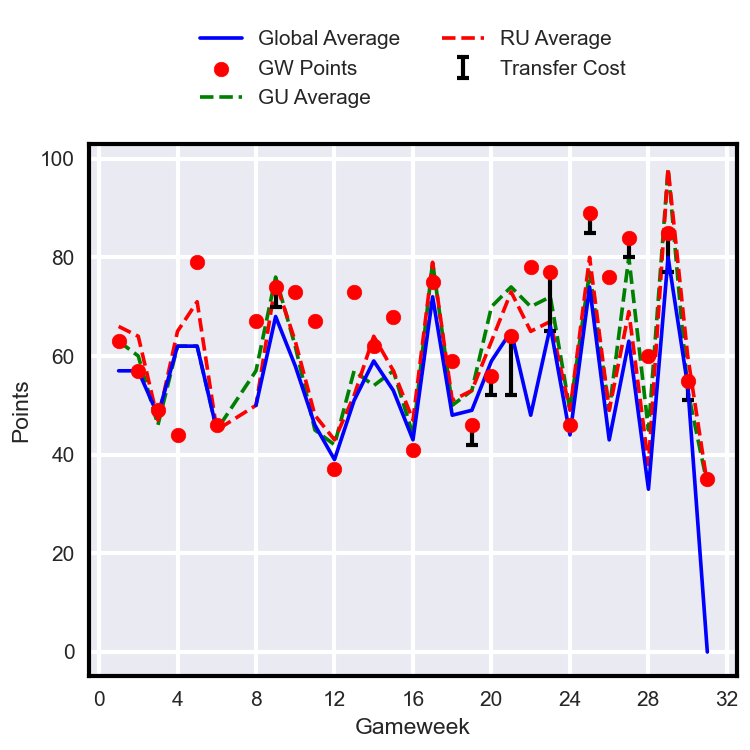 Global Average
GW Points
GU Average
RU Average
Transfer Cost
100
80
60
40
20
0
Points
0 4 8 12 16 20 24 28 32
Gameweek